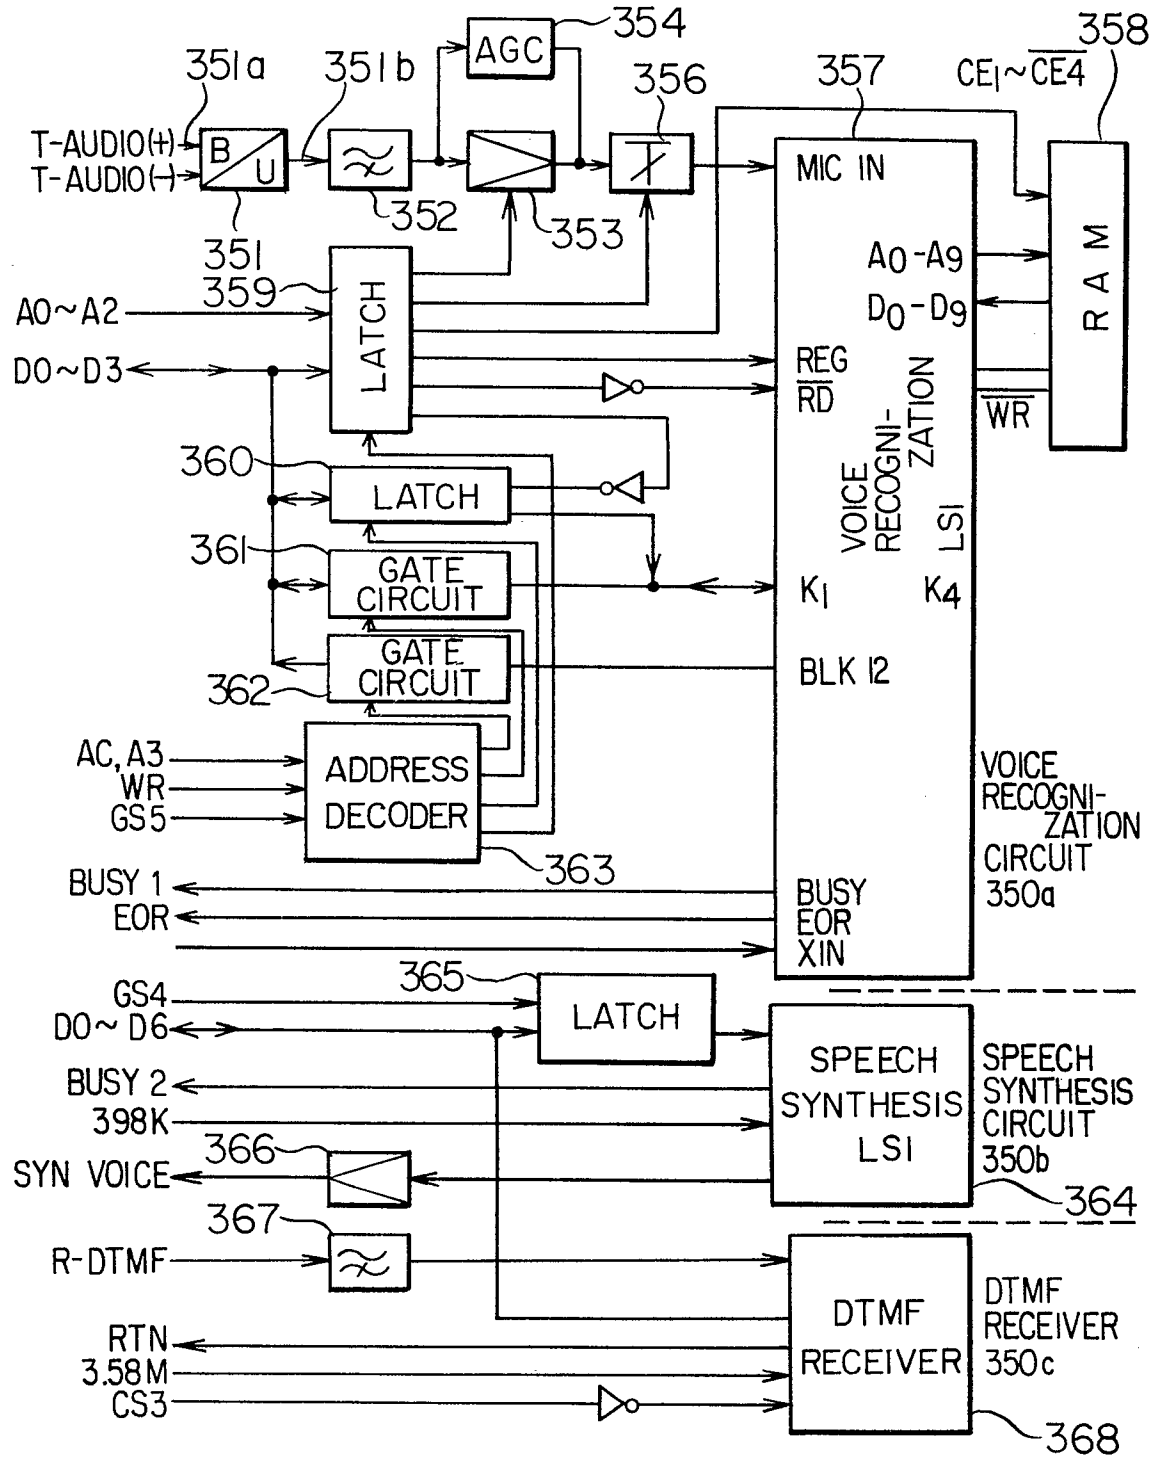 354
AGC
351a
351b
356
357
CE1~CE4
358
T-AUDIO(+)
T-AUDIO(-)
B
U
MIC IN
352
353
351
359
A0-A9
RAM
LATCH
A0~A2
D0-D9
D0~D3
REG
RD
WR
VOICE
RECOGNI-
ZATION
LSI
360
LATCH
361
GATE
CIRCUIT
K1
K4
GATE
CIRCUIT
362
BLK 12
AC, A3
WR
GS5
ADDRESS
DECODER
VOICE
RECOGNI-
ZATION
CIRCUIT
350a
363
BUSY 1
BUSY
EOR
EOR
XIN
365
GS4
LATCH
D0~D6
SPEECH
SYNTHESIS
LSI
SPEECH
SYNTHESIS
CIRCUIT
350b
BUSY 2
398K
366
SYN VOICE
364
367
R-DTMF
DTMF
RECEIVER
DTMF
RECEIVER
350c
RTN
3.58M
CS3
368